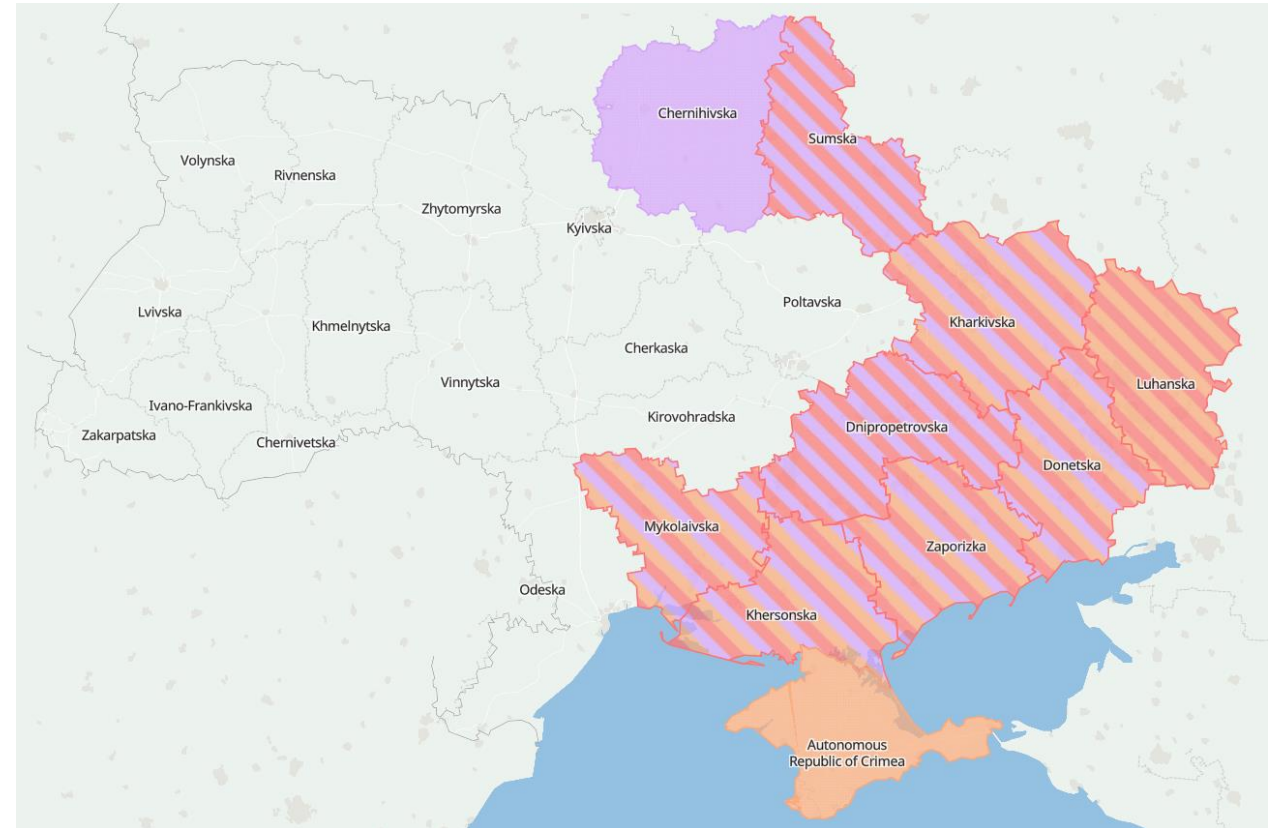 Chernihivska
Sumska
Volynska
Rivnenska
Zhytomyrska
Kyivska
Poltavska
Lvivska
Khmelnytska
Kharkivska
Cherkaska
Vinnytska
Luhanska
Ivano-Frankivska
Kirovohradska
Dnipropetrovska
Zakarpatska
Chernivetska
Donetska
Mykolaivska
Zaporizka
Odeska
Khersonska
Autonomous
Republic of Crimea